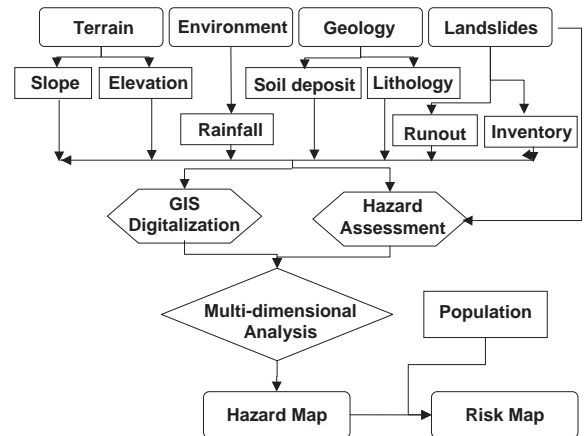 Terrain
Environment
Geology
Landslides
Slope
Elevation
Soil deposit
Lithology
Rainfall
Runout
Inventory
GIS
Digitalization
Hazard
Assessment
Multi-dimensional
Analysis
Population
Hazard Map
Risk Map